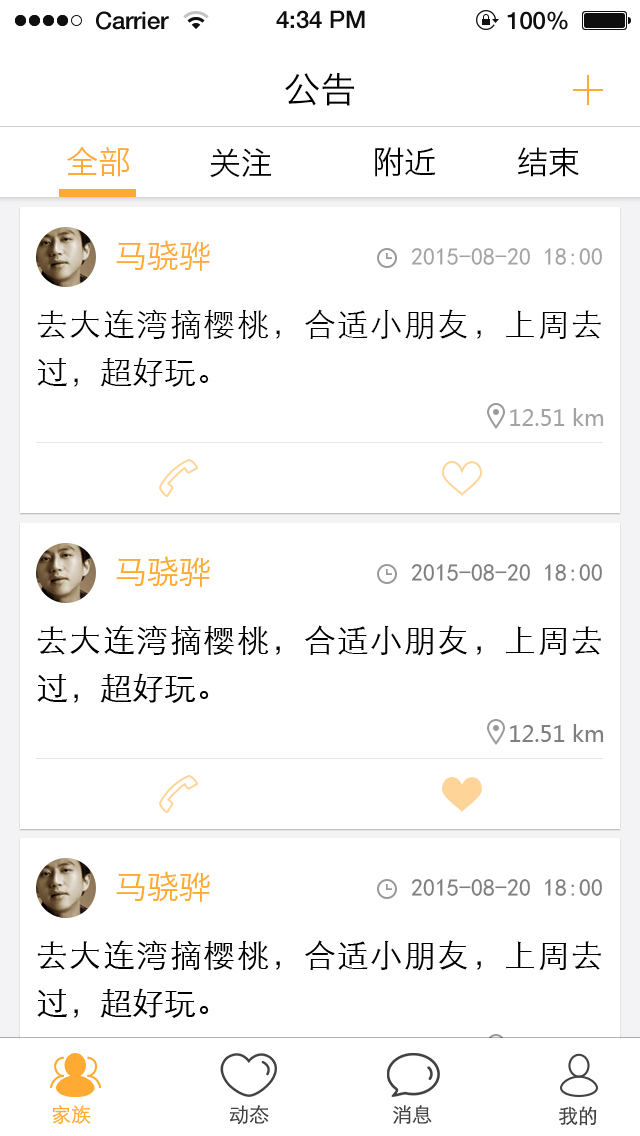 Carrier 4:34 PM 100%
公告
全部 关注 附近 结束
马骁骅 2015-08-20 18:00
去大连湾摘樱桃，合适小朋友，上周去
过，超好玩。
12.51 km
马骁骅 2015-08-20 18:00
去大连湾摘樱桃，合适小朋友，上周去
过，超好玩。
12.51 km
马骁骅 2015-08-20 18:00
去大连湾摘樱桃，合适小朋友，上周去
过，超好玩。
家族 动态 消息 我的